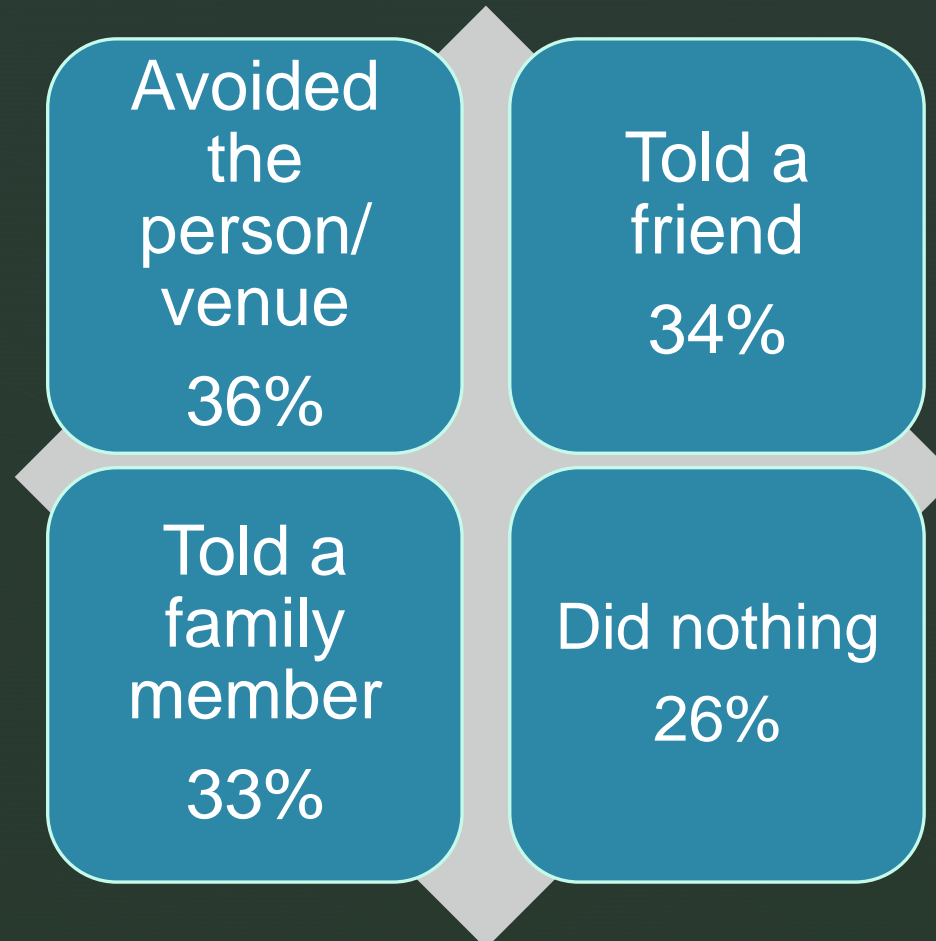 Avoided
the
person/
venue
36%
Told a
friend
34%
Told a
family
member
33%
Did nothing
26%